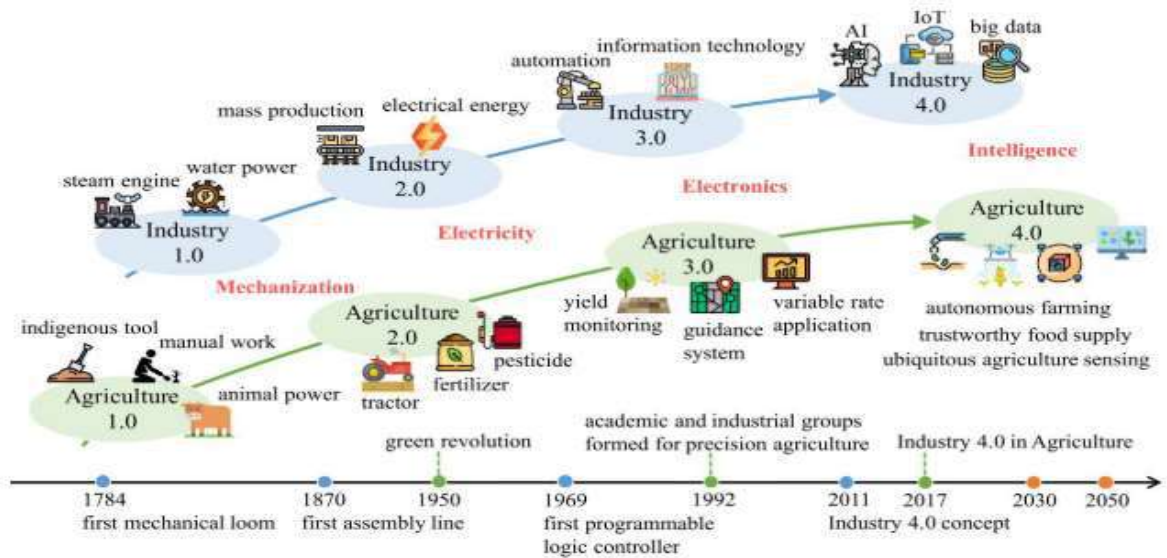 AI
IoT
big data
Industry
4.0
information technology
automation
Industry
3.0
mass production
electrical energy
Industry
2.0
steam engine
water power
Industry
1.0
Intelligence
Electronics
Electricity
Mechanization
Agriculture
4.0
autonomous farming
trustworthy food supply
ubiquitous agriculture sensing
Agriculture
3.0
yield
monitoring
guidance
system
variable rate
application
Agriculture
2.0
tractor
fertilizer
pesticide
indigenous tool
manual work
Agriculture
1.0
animal power
green revolution
academic and industrial groups
formed for precision agriculture
Industry 4.0 in Agriculture
1784
first mechanical loom
1870
first assembly line
1950
1969
first programmable
logic controller
1992
2011
Industry 4.0 concept
2017
2030
2050